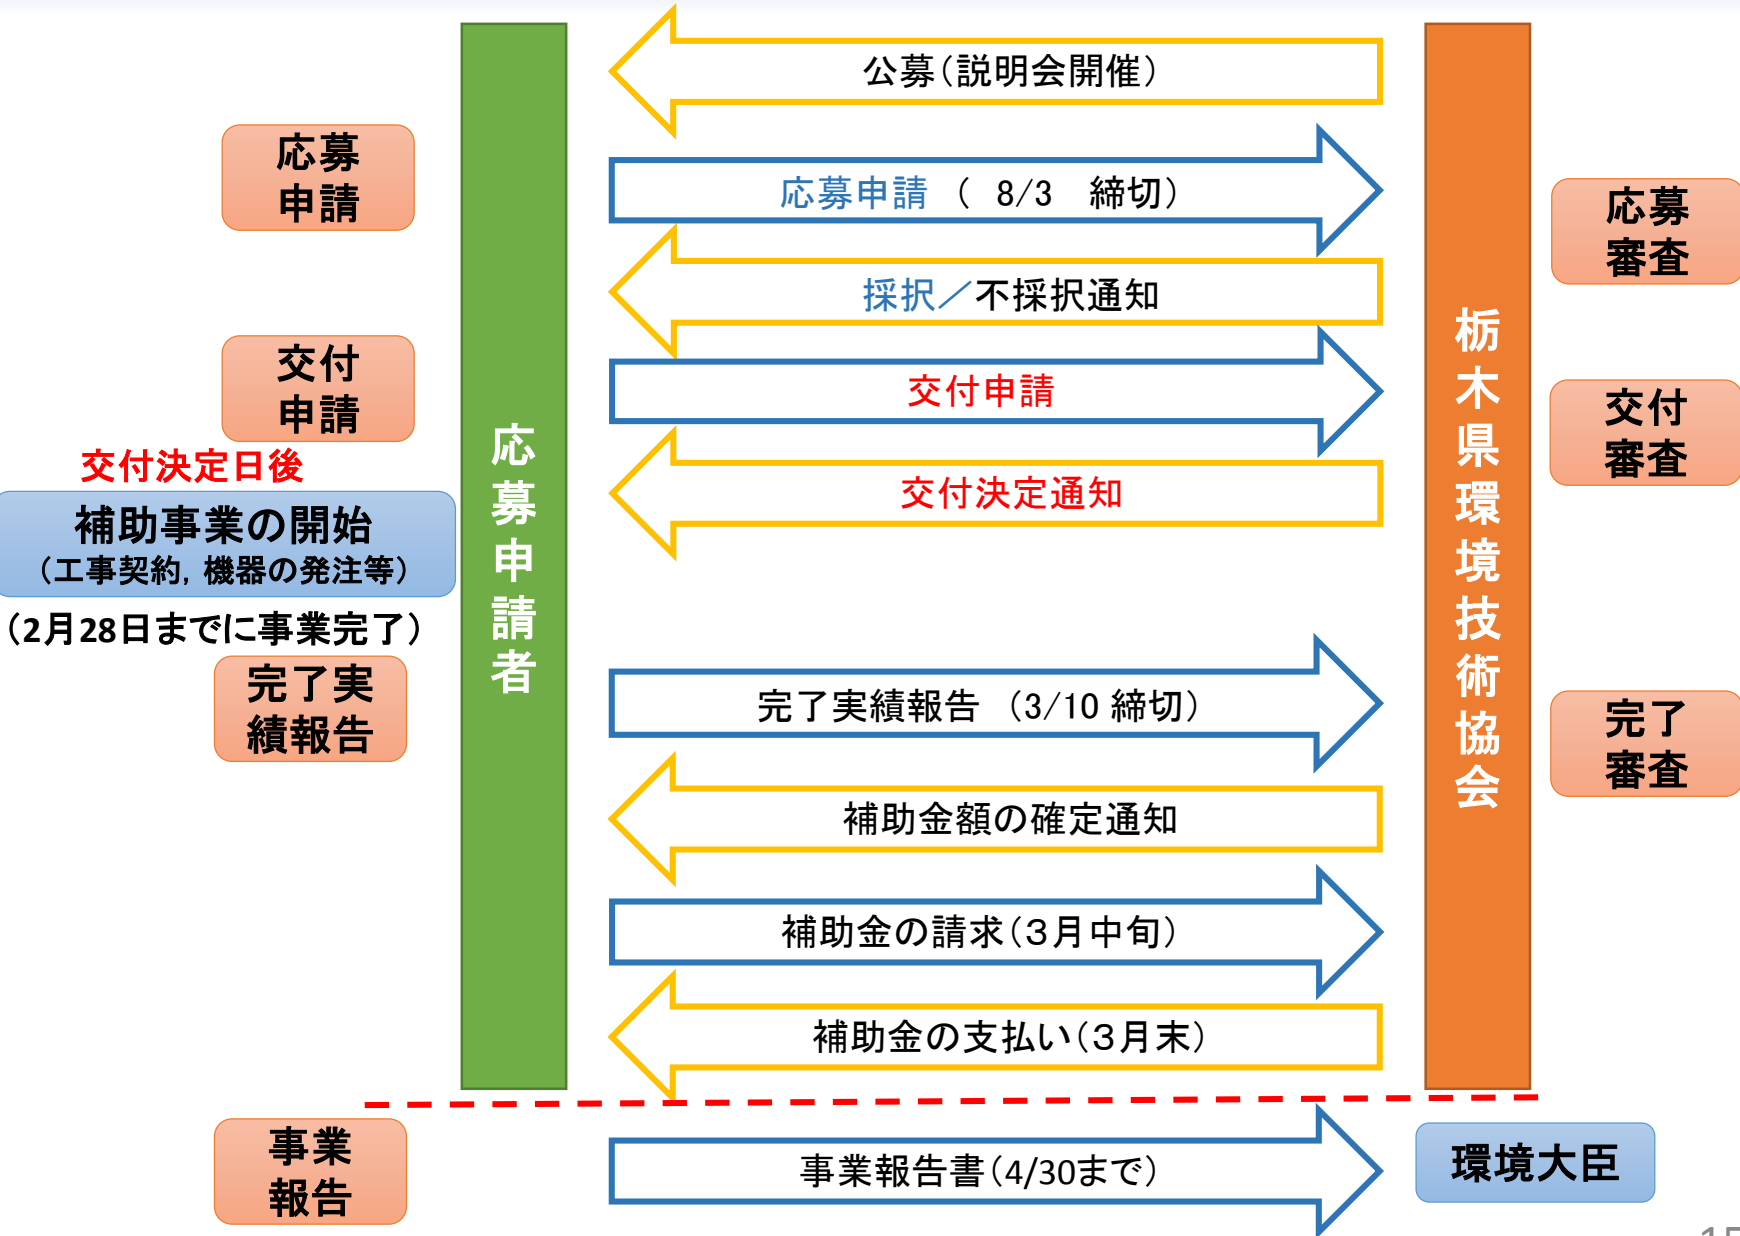 公募(説明会開催)
応募
申請
応募申請 ( 8/3 締切)
応募
審査
採択／不採択通知
交付
申請
交付申請
交付
審査
交付決定日後
交付決定通知
補助事業の開始
(工事契約, 機器の発注等)
(2月28日までに事業完了)
応募申請者
栃木県環境技術協会
完了実
績報告
完了実績報告 (3/10 締切)
完了
審査
補助金額の確定通知
補助金の請求(3月中旬)
補助金の支払い(3月末)
事業
報告
事業報告書(4/30まで)
環境大臣